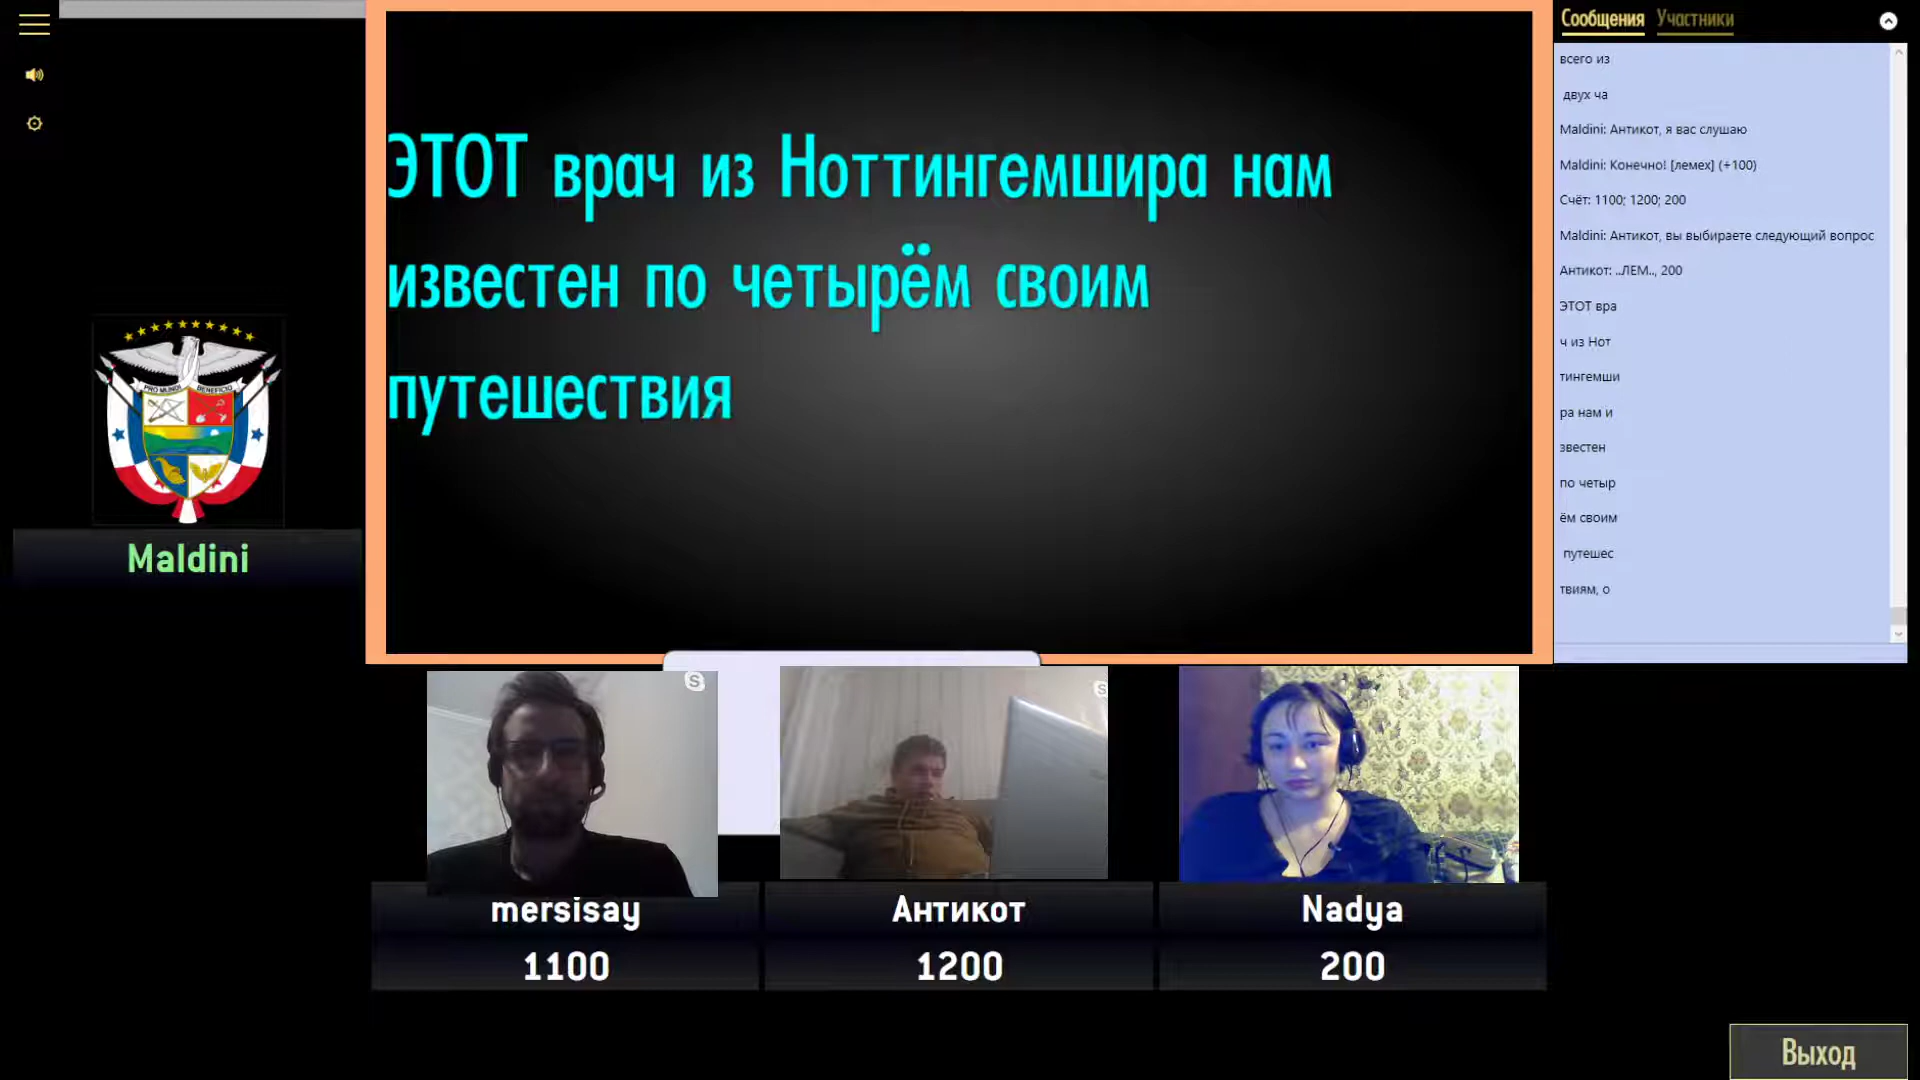 ЭТОТ врач из Ноттингемшира нам
известен по четырём своим
путешествия
Сообщения Участники
всего из
двух ча
Maldini: Антикот, я вас слушаю
Maldini: Конечно! [лемех] (+100)
Счёт: 1100; 1200; 200
Maldini: Антикот, вы выбираете следующий вопрос
Антикот: ..ЛЕМ.., 200
ЭТОТ вра
ч из Нот
тингемши
ра нам и
звестен
по четыр
ём своим
путешес
твиям, о
PRO MUNDI BENEFICIO
Maldini
S
S
mersisay
1100
Антикот
1200
Nadya
200
Выход